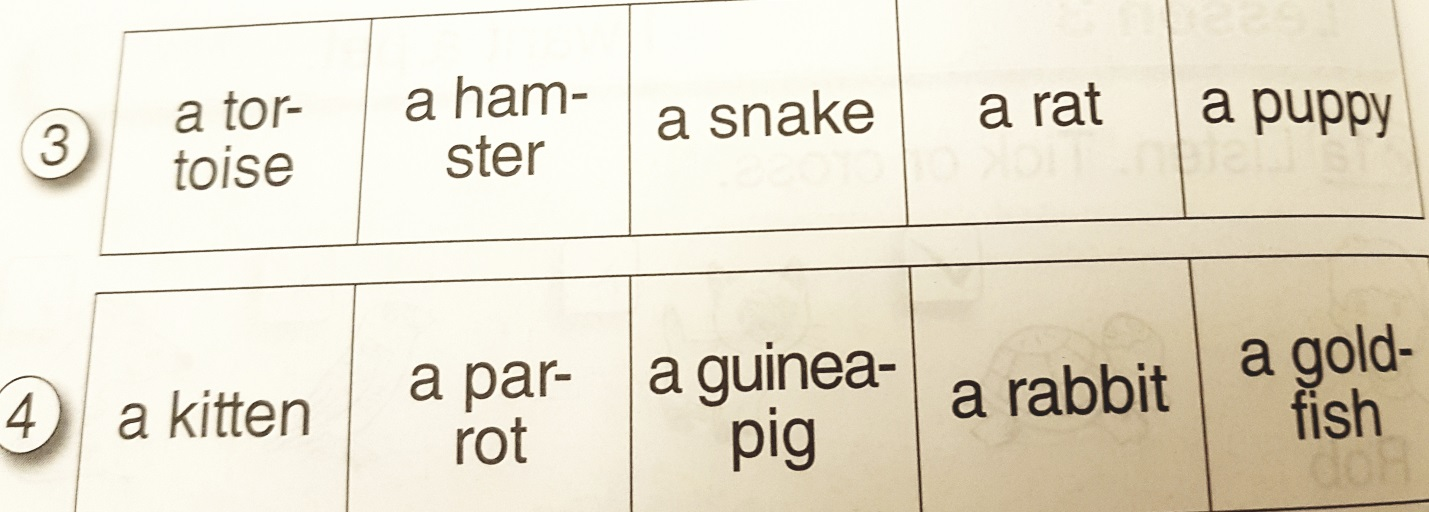 3
a tor-
toise
a ham-
ster
a snake
a rat
a puppy
4
a kitten
a par-
rot
a guinea-
pig
a rabbit
a gold-
fish